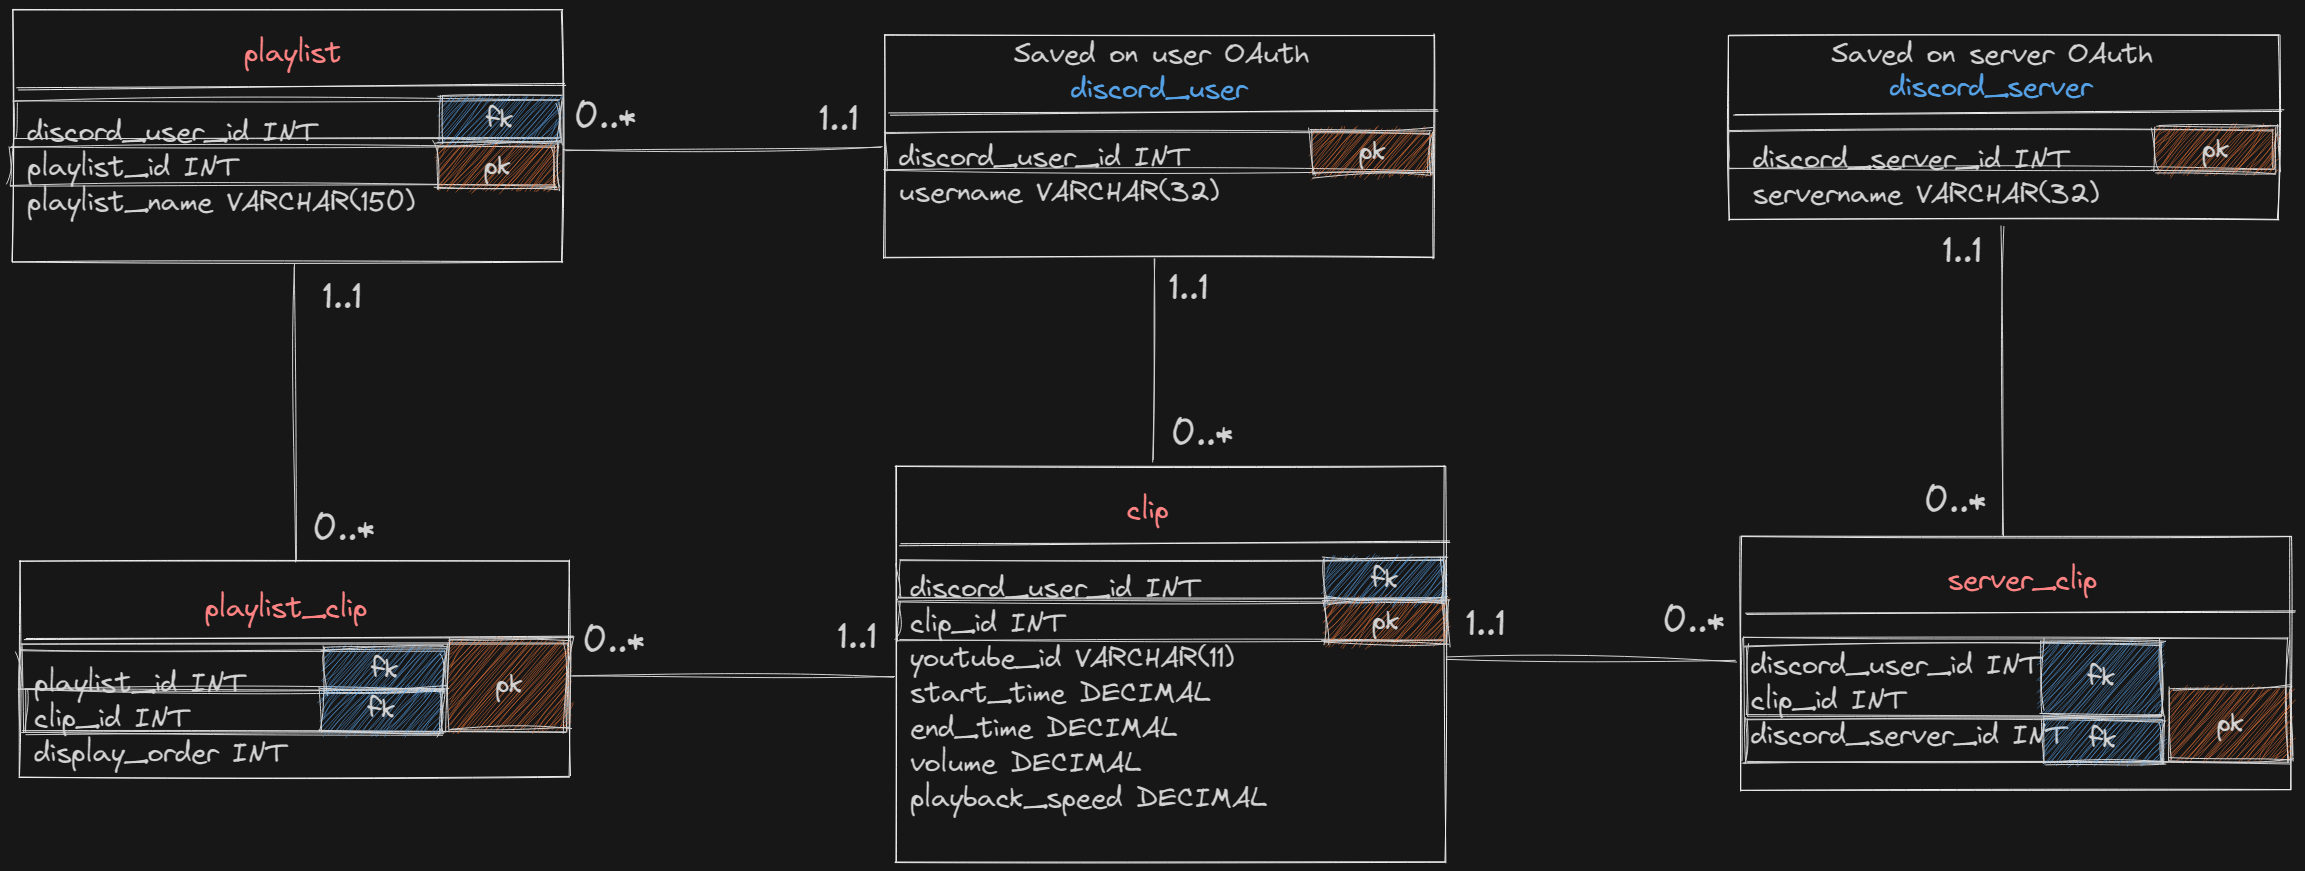 playlist
discord_user_id INT
fk
playlist_id INT
pk
playlist_name VARCHAR(150)
0..*
1..1
Saved on user OAuth
discord_user
discord_user_id INT
pk
username VARCHAR(32)
Saved on server OAuth
discord_server
discord_server_id INT
pk
servername VARCHAR(32)
1..1
0..*
1..1
0..*
1..1
0..*
playlist_clip
playlist_id INT
fk
clip_id INT
fk
pk
display_order INT
0..*
1..1
clip
discord_user_id INT
fk
clip_id INT
pk
youtube_id VARCHAR(11)
start_time DECIMAL
end_time DECIMAL
volume DECIMAL
playback_speed DECIMAL
1..1
0..*
server_clip
discord_user_id INT
clip_id INT
fk
discord_server_id INT
fk
pk